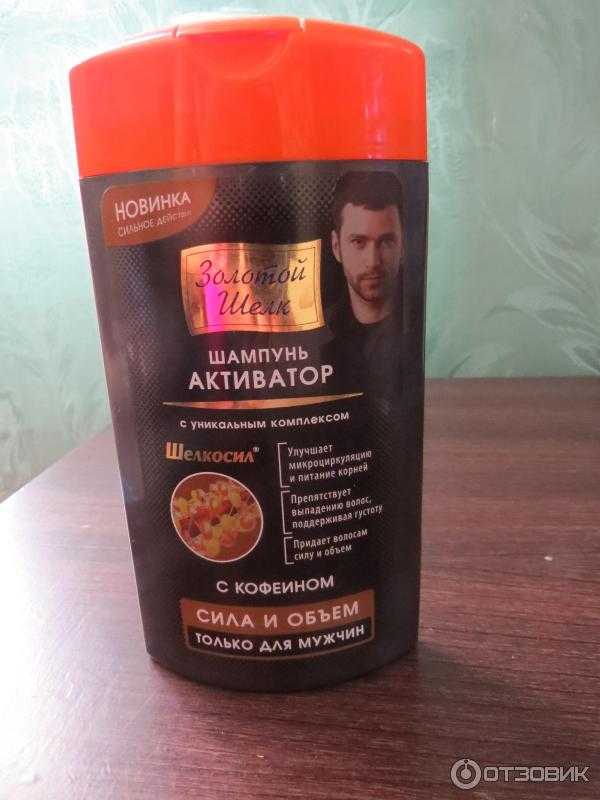 НОВИНКА
СИЛЬНОЕ ДЕЙСТВИЕ
Золотой
Шелк
ШАМПУНЬ
АКТИВАТОР
С УНИКАЛЬНЫМ КОМПЛЕКСОМ
Шелкосил®
Улучшает
микроциркуляцию
и питание корней
Препятствует
выпадению волос,
поддерживая густоту
Придает волосам
силу и объем
С КОФЕИНОМ
СИЛА И ОБЪЕМ
ТОЛЬКО ДЛЯ МУЖЧИН
ОТЗОВИК